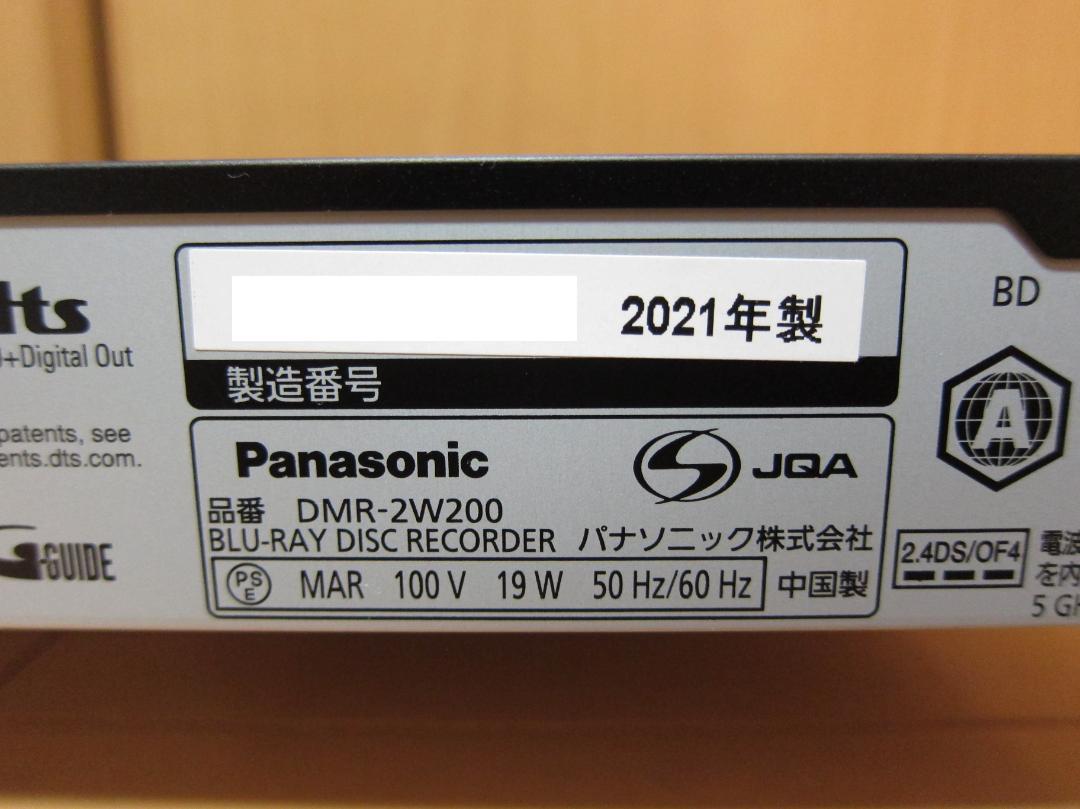 dts
+Digital Out
patents, see
ents.dts.com.
G-GUIDE
2021年製
製造番号
Panasonic
JQA
品番 DMR-2W200
BLU-RAY DISC RECORDER パナソニック株式会社
PSE MAR 100 V 19 W 50 Hz/60 Hz 中国製
BD
A
2.4DS/OF4
電波
を内
5 GH